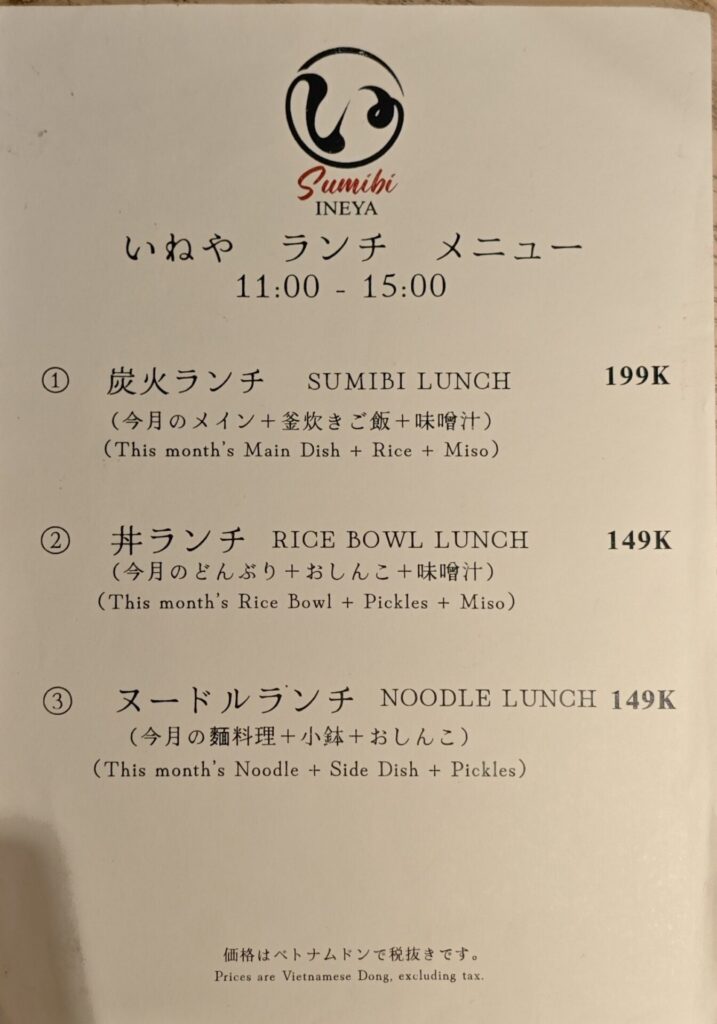 い
Sumibi
INEYA
いねや ランチ メニュー
11:00 - 15:00
① 炭火ランチ SUMIBI LUNCH 199K
（今月のメイン＋釜炊きご飯＋味噌汁）
(This month's Main Dish + Rice + Miso)
② 丼ランチ RICE BOWL LUNCH 149K
（今月のどんぶり＋おしんこ＋味噌汁）
(This month's Rice Bowl + Pickles + Miso)
③ ヌードルランチ NOODLE LUNCH 149K
（今月の麺料理＋小鉢＋おしんこ）
(This month's Noodle + Side Dish + Pickles)
価格はベトナムドンで税抜きです。
Prices are Vietnamese Dong, excluding tax.